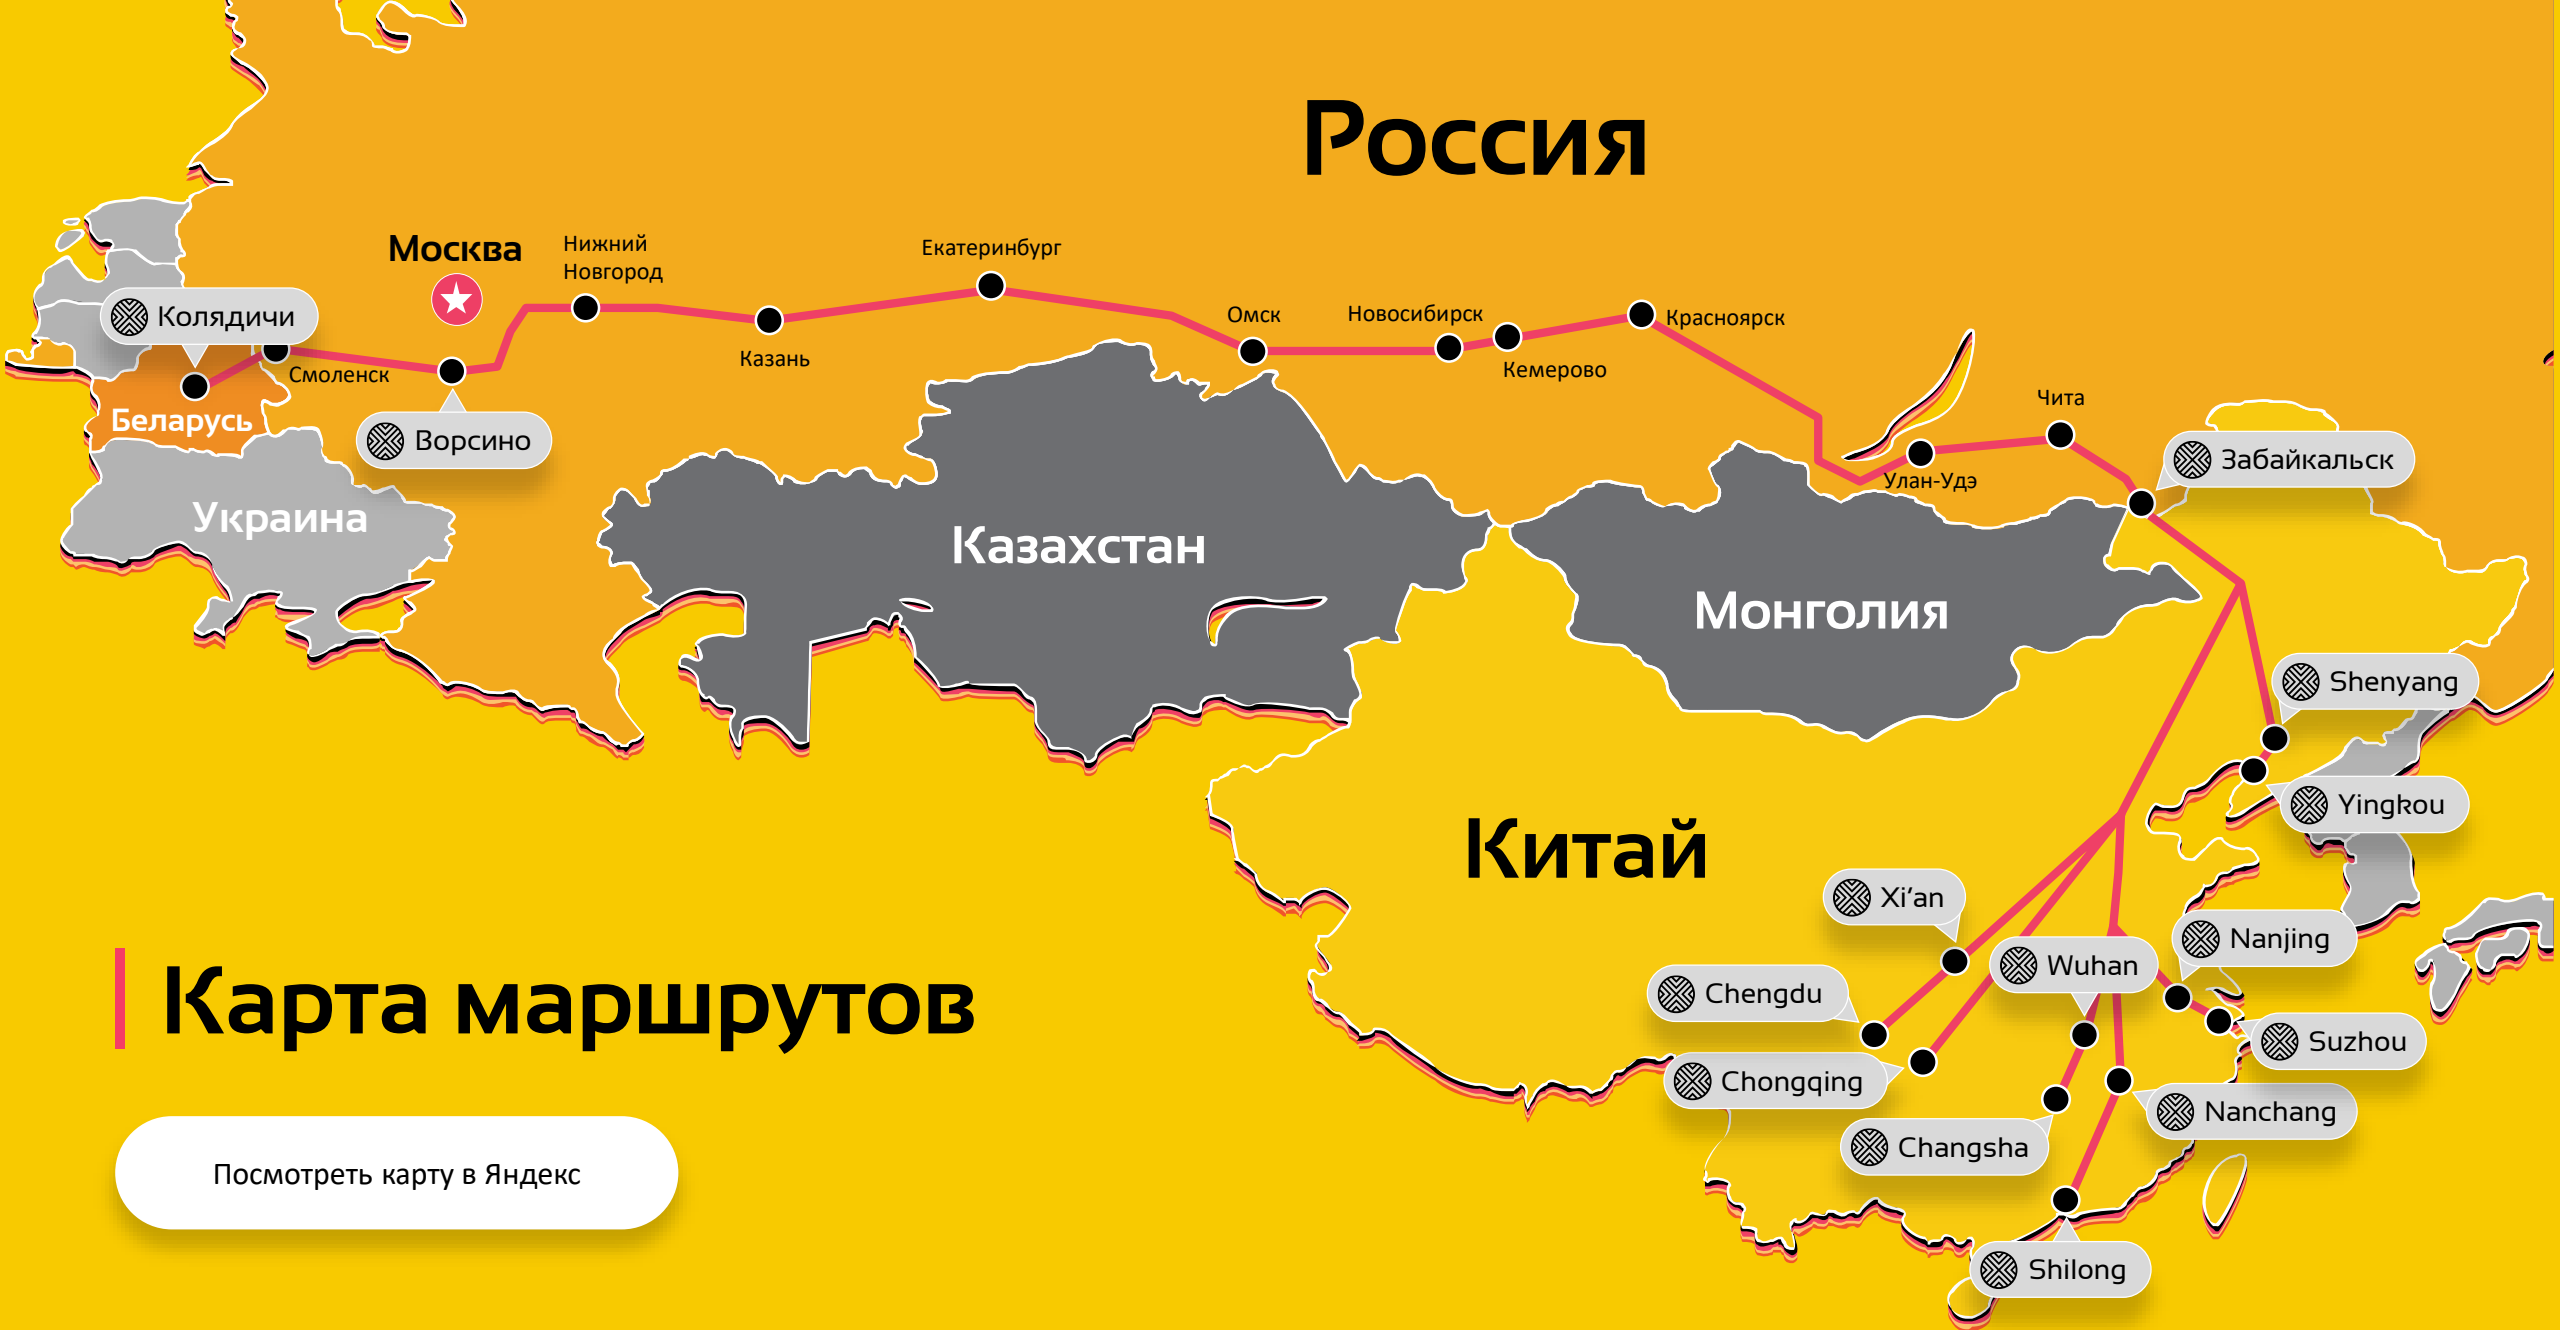 Россия
Москва
Нижний
Новгород
Екатеринбург
Колядичи
Омск
Новосибирск
Красноярск
Казань
Смоленск
Кемерово
Чита
Беларусь
Ворсино
Забайкальск
Улан-Удэ
Украина
Казахстан
Монголия
Shenyang
Yingkou
Китай
Xi’an
Nanjing
Wuhan
Chengdu
Карта маршрутов
Suzhou
Chongqing
Nanchang
Changsha
Посмотреть карту в Яндекс
Shilong